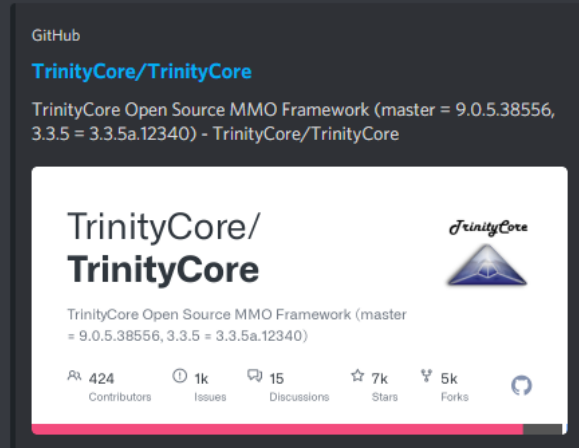 GitHub
TrinityCore/TrinityCore
TrinityCore Open Source MMO Framework (master = 9.0.5.38556,
3.3.5 = 3.3.5a.12340) - TrinityCore/TrinityCore
TrinityCore/
TrinityCore
TrinityCore
TrinityCore Open Source MMO Framework (master
= 9.0.5.38556, 3.3.5 = 3.3.5a.12340)
424 1k 15 7k 5k
Contributors Issues Discussions Stars Forks